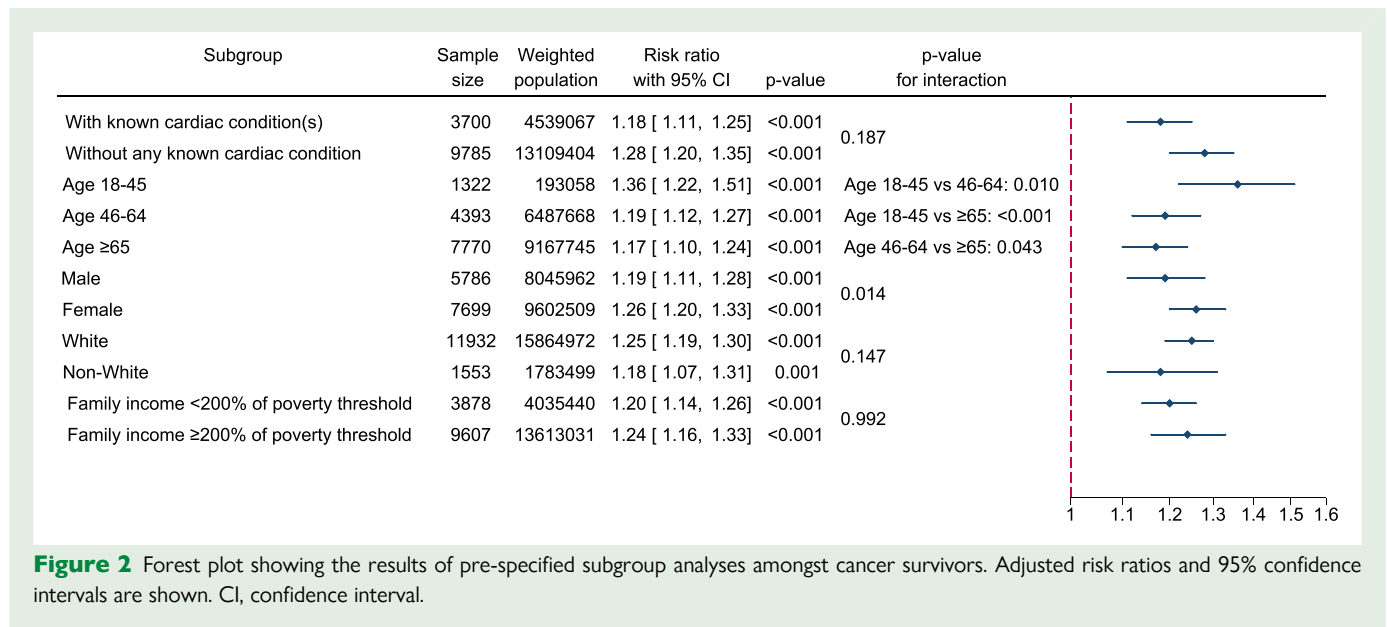 Subgroup Sample Weighted Risk ratio p-value
size population with 95% CI p-value for interaction
With known cardiac condition(s) 3700 4539067 1.18 [ 1.11, 1.25] <0.001
0.187
Without any known cardiac condition 9785 13109404 1.28 [ 1.20, 1.35] <0.001
Age 18-45 1322 193058 1.36 [ 1.22, 1.51] <0.001 Age 18-45 vs 46-64: 0.010
Age 46-64 4393 6487668 1.19 [ 1.12, 1.27] <0.001 Age 18-45 vs ≥65: <0.001
Age ≥65 7770 9167745 1.17 [ 1.10, 1.24] <0.001 Age 46-64 vs ≥65: 0.043
Male 5786 8045962 1.19 [ 1.11, 1.28] <0.001
0.014
Female 7699 9602509 1.26 [ 1.20, 1.33] <0.001
White 11932 15864972 1.25 [ 1.19, 1.30] <0.001
0.147
Non-White 1553 1783499 1.18 [ 1.07, 1.31] 0.001
Family income <200% of poverty threshold 3878 4035440 1.20 [ 1.14, 1.26] <0.001
0.992
Family income ≥200% of poverty threshold 9607 13613031 1.24 [ 1.16, 1.33] <0.001
1 1.1 1.2 1.3 1.4 1.5 1.6
Figure 2 Forest plot showing the results of pre-specified subgroup analyses amongst cancer survivors. Adjusted risk ratios and 95% confidence
intervals are shown. CI, confidence interval.